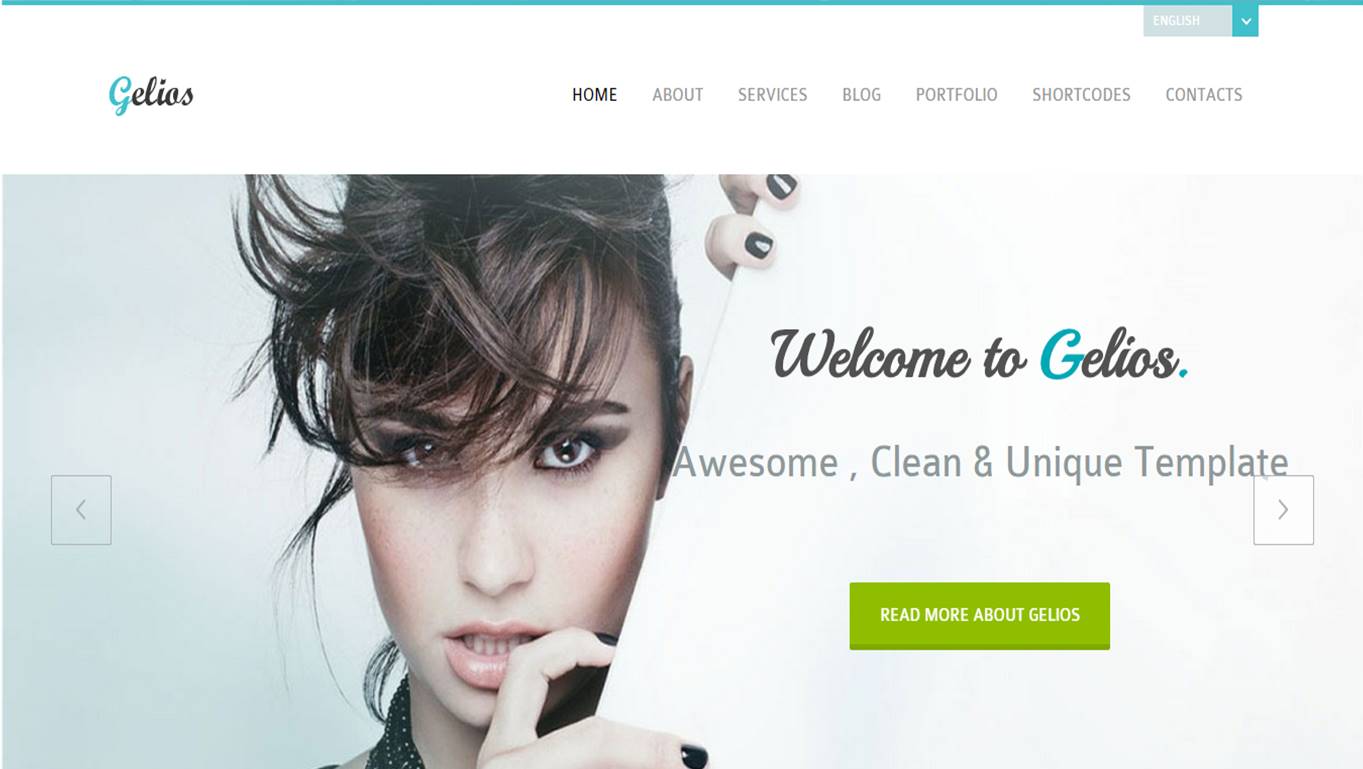 ENGLISH
Gelios
HOME ABOUT SERVICES BLOG PORTFOLIO SHORTCODES CONTACTS
Welcome to Gelios.
Awesome , Clean & Unique Template
READ MORE ABOUT GELIOS